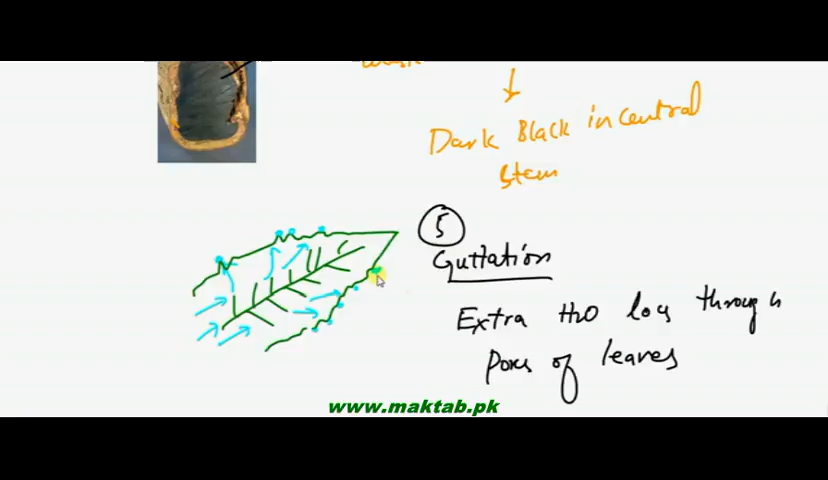 Dark Black in central
stem
5
Guttation
Extra H2O loss through
pores of leaves
www.maktab.pk